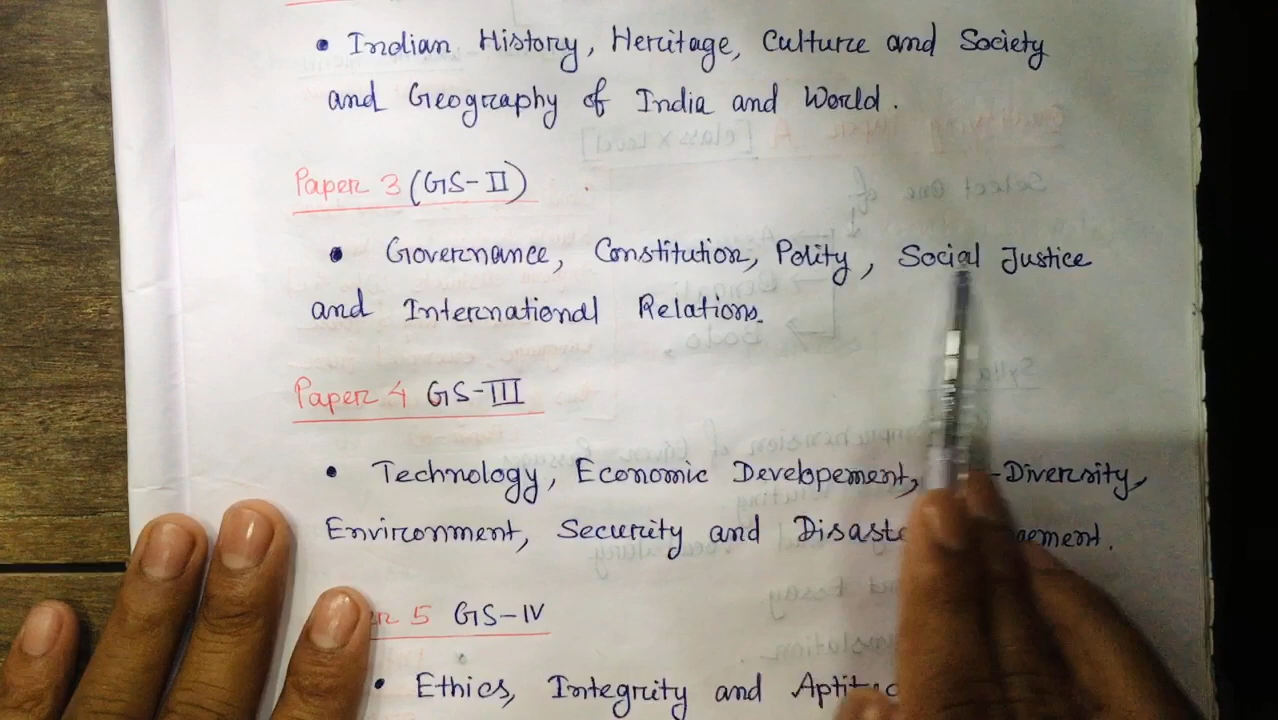 • Indian History, Heritage, Culture and Society
and Geography of India and World.
Paper 3 (GS-II)
• Governance, Constitution, Polity, Social Justice
and International Relations.
Paper 4 GS-III
• Technology, Economic Developement, -Diversity,
Environment, Security and
5 GS-IV
• Ethics, Integrity and